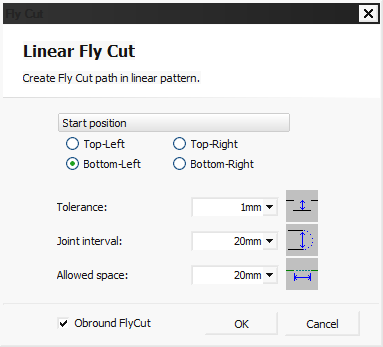 Fly Cut
Linear Fly Cut
Create Fly Cut path in linear pattern.
Start position
Top-Left Top-Right
Bottom-Left Bottom-Right
Tolerance: 1mm
Joint interval: 20mm
Allowed space: 20mm
Obround FlyCut OK Cancel